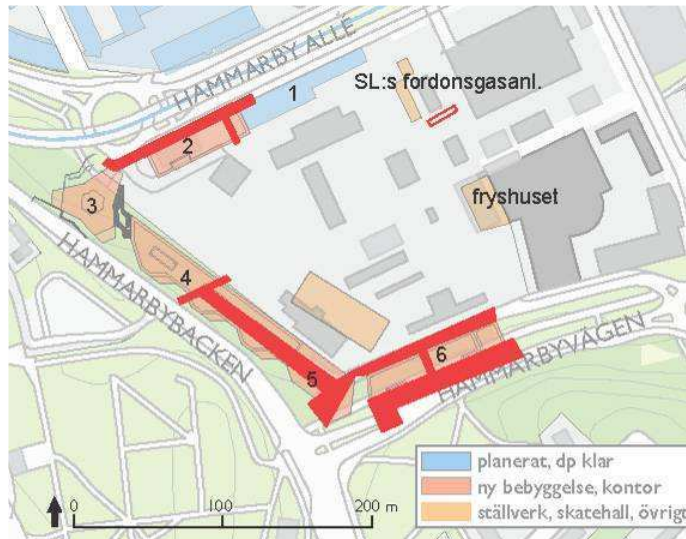 HAMMARBY ALLÉ
1
SL:s fordonsgasanl.
2
3
fryshuset
4
HAMMARBYBACKEN
5
6
HAMMARBYVÄGEN
planerat, dp klar
ny bebyggelse, kontor
ställverk, skatehall, övrigt
0 100 200 m